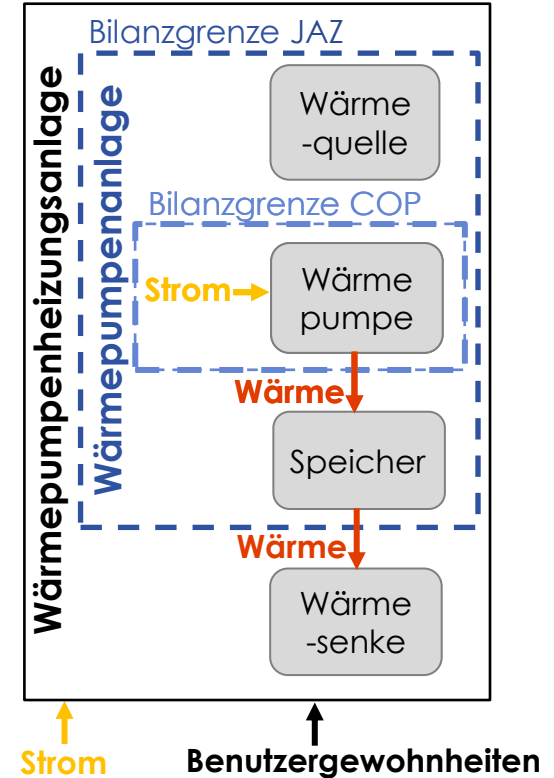 Bilanzgrenze JAZ
Wärmepumpenheizungsanlage
Wärmepumpenanlage
Wärme
-quelle
Bilanzgrenze COP
Strom
Wärme
pumpe
Wärme
Speicher
Wärme
Wärme
-senke
Strom
Benutzergewohnheiten